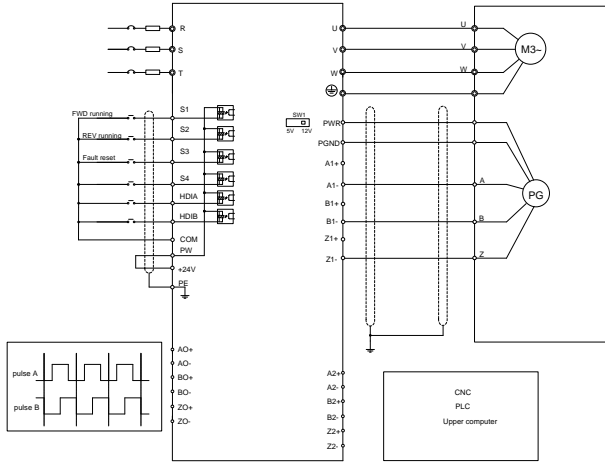 R
S
T
U
V
W
U
V
W
M3~
FWD running
S1
REV running
S2
Fault reset
S3
S4
HDIA
HDIB
COM
PW
+24V
PE
SW1
5V 12V
PWR
PGND
A1+
A1-
B1+
B1-
Z1+
Z1-
A
B
Z
PG
pulse A
pulse B
AO+
AO-
BO+
BO-
ZO+
ZO-
A2+
A2-
B2+
B2-
Z2+
Z2-
CNC
PLC
Upper computer